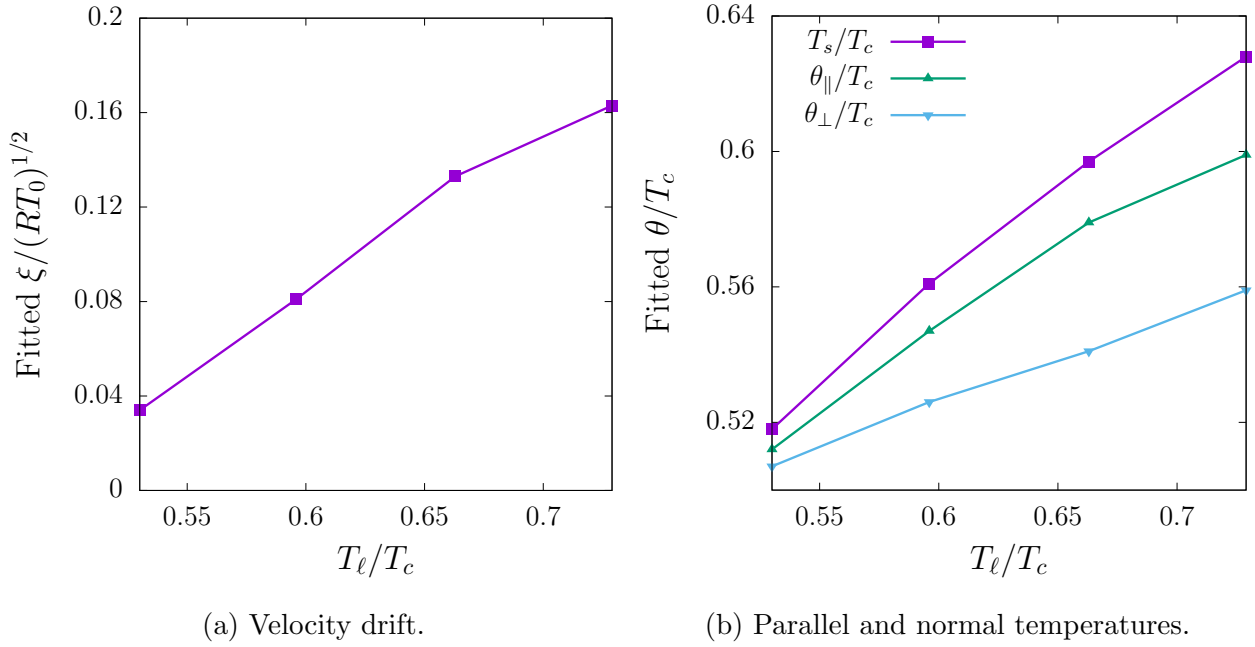 0.2
0.16
0.12
0.08
0.04
0
0.55
0.6
0.65
0.7
Fitted ξ/(RT₀)^{1/2}
T_ℓ/T_c
(a) Velocity drift.
0.64
0.6
0.56
0.52
0.55
0.6
0.65
0.7
Fitted θ/T_c
T_ℓ/T_c
T_s/T_c
θ_∥/T_c
θ_⊥/T_c
(b) Parallel and normal temperatures.